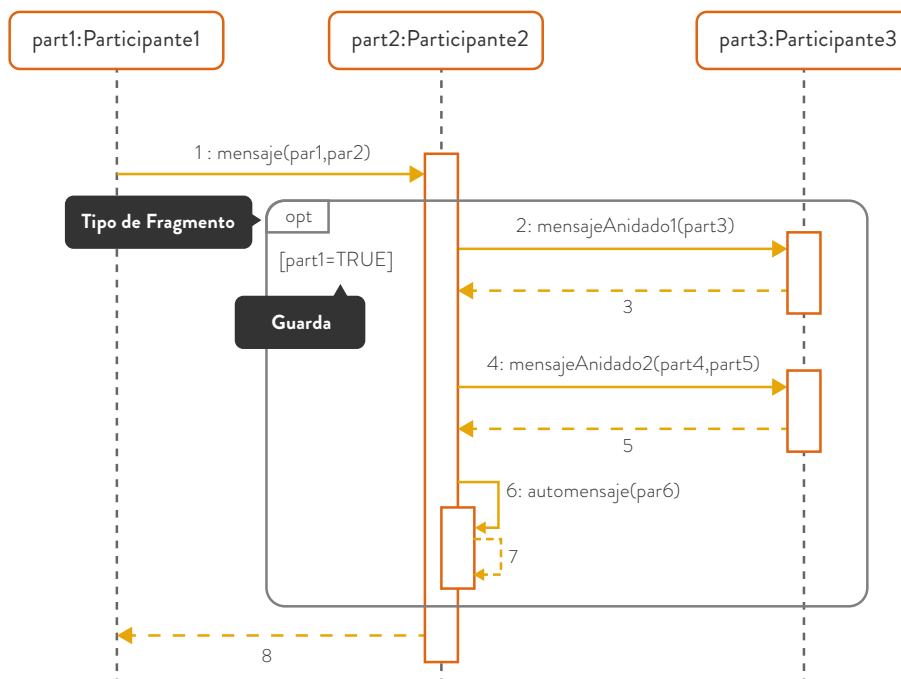 part1:Participante1
part2:Participante2
part3:Participante3
1 : mensaje(par1,par2)
Tipo de Fragmento
opt
2: mensajeAnidado1(part3)
[part1=TRUE]
3
Guarda
4: mensajeAnidado2(part4,part5)
5
6: automensaje(par6)
7
8